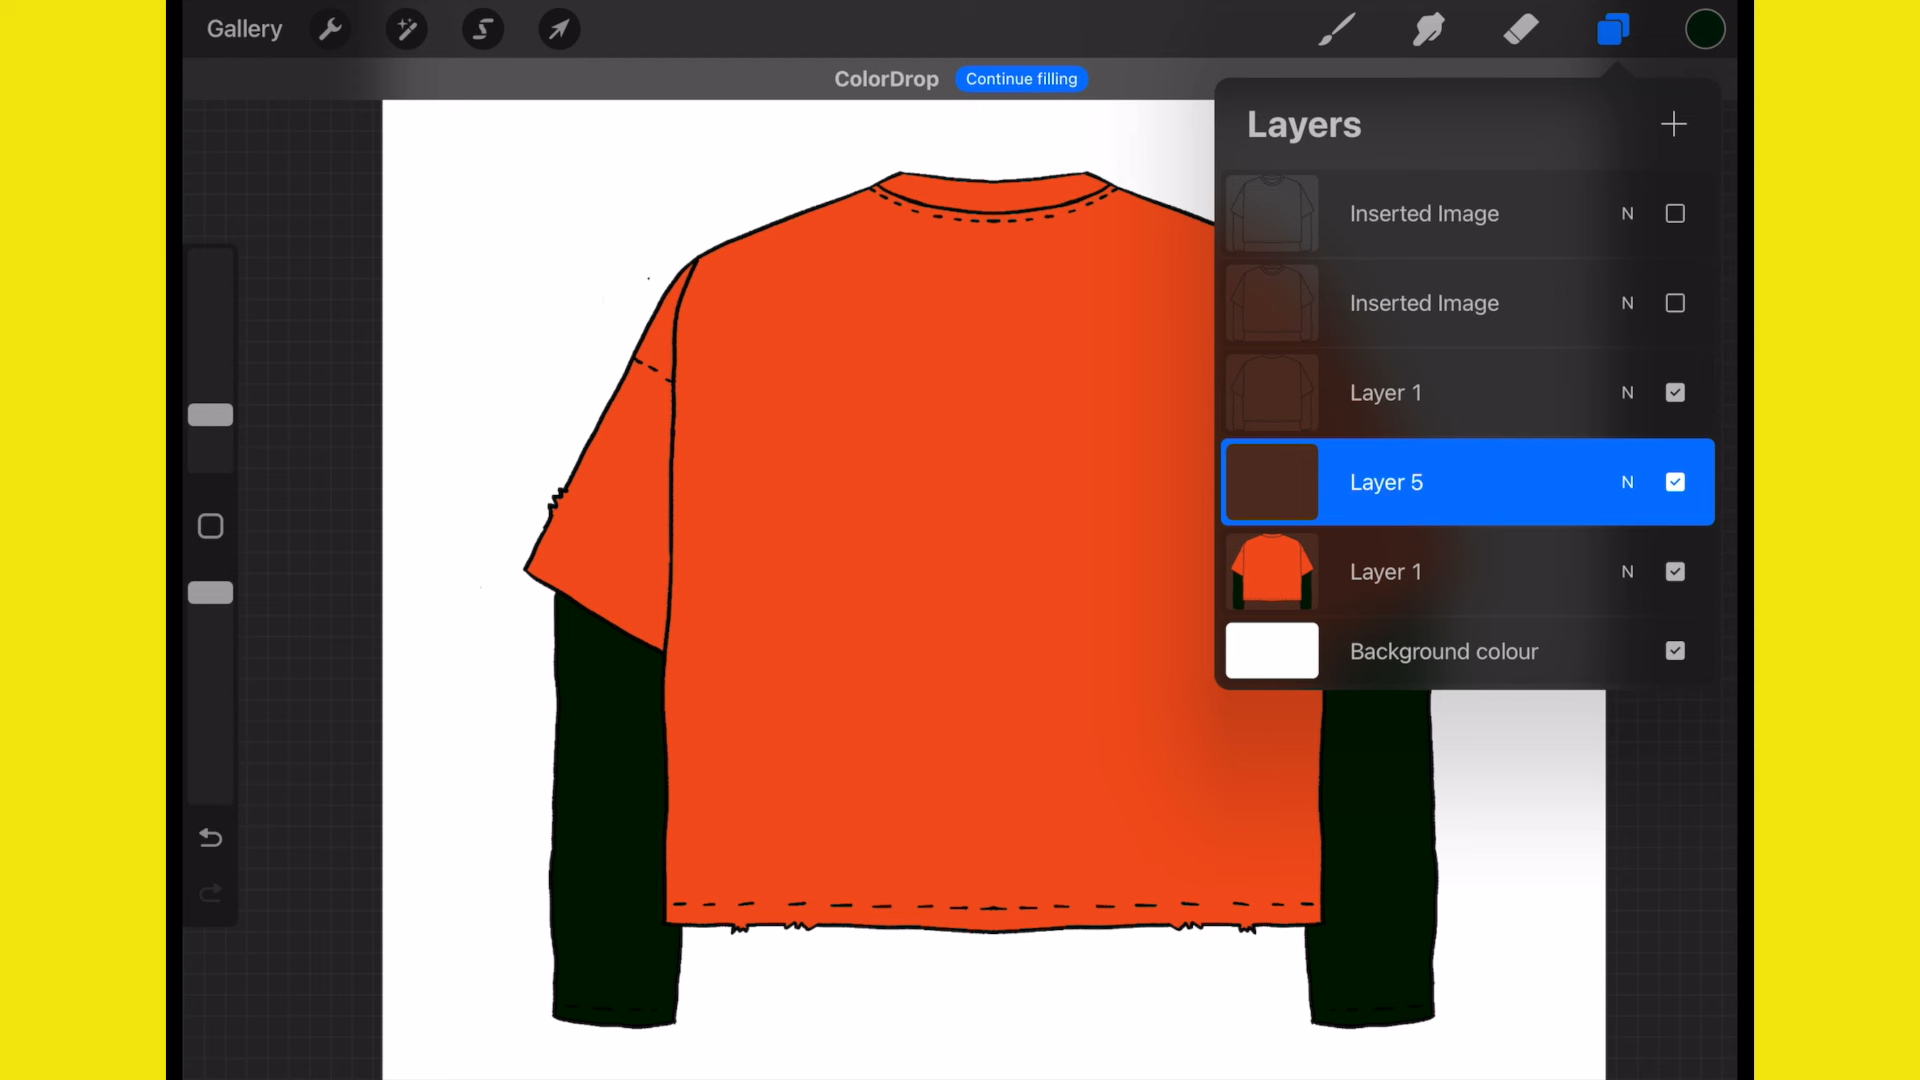 Gallery
ColorDrop Continue filling
Layers
Inserted Image N
Inserted Image N
Layer 1 N
Layer 5 N
Layer 1 N
Background colour